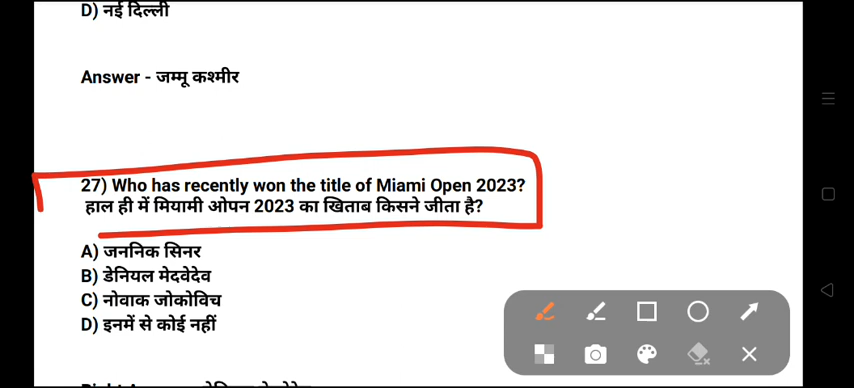 D) नई दिल्ली
Answer - जम्मू कश्मीर
27) Who has recently won the title of Miami Open 2023?
हाल ही में मियामी ओपन 2023 का खिताब किसने जीता है?
A) जननिक सिनर
B) डेनियल मेदवेदेव
C) नोवाक जोकोविच
D) इनमें से कोई नहीं